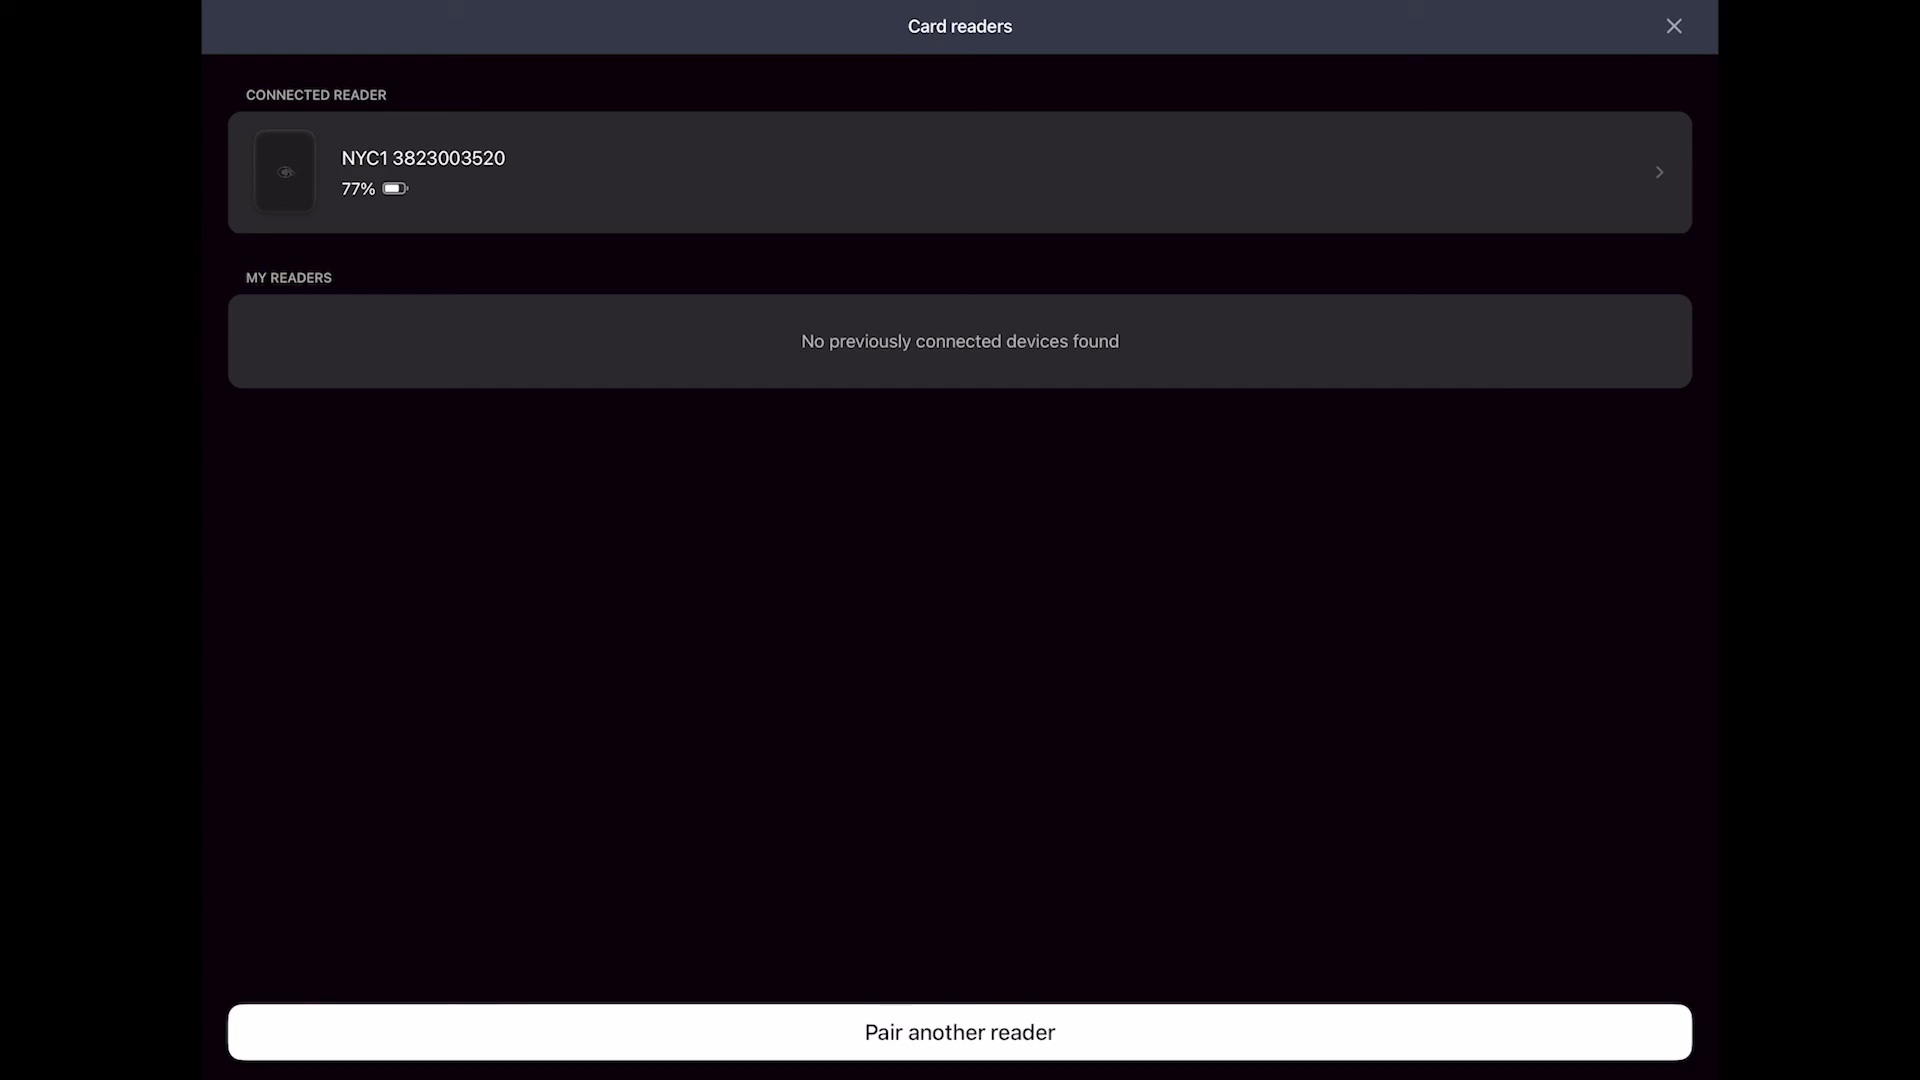 Card readers
CONNECTED READER
NYC1 3823003520
77%
MY READERS
No previously connected devices found
Pair another reader